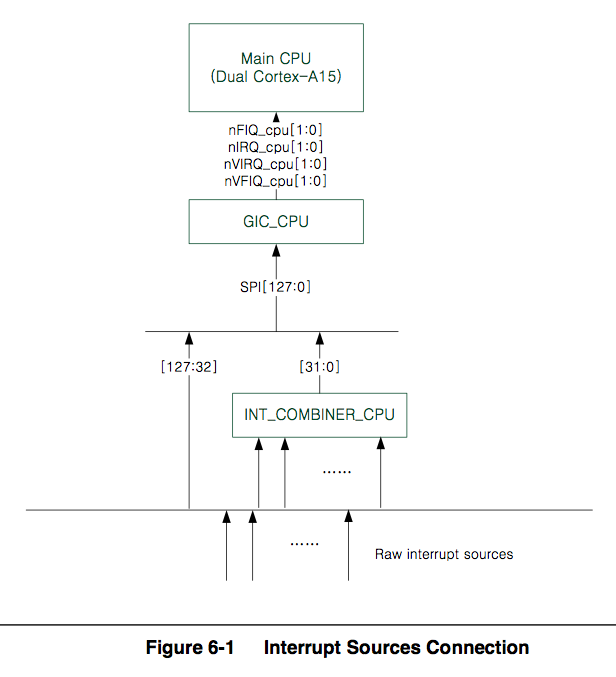 Main CPU
(Dual Cortex-A15)
nFIQ_cpu[1:0]
nIRQ_cpu[1:0]
nVIRQ_cpu[1:0]
nVFIQ_cpu[1:0]
GIC_CPU
SPI[127:0]
[127:32]
[31:0]
INT_COMBINER_CPU
......
......
Raw interrupt sources
Figure 6-1 Interrupt Sources Connection